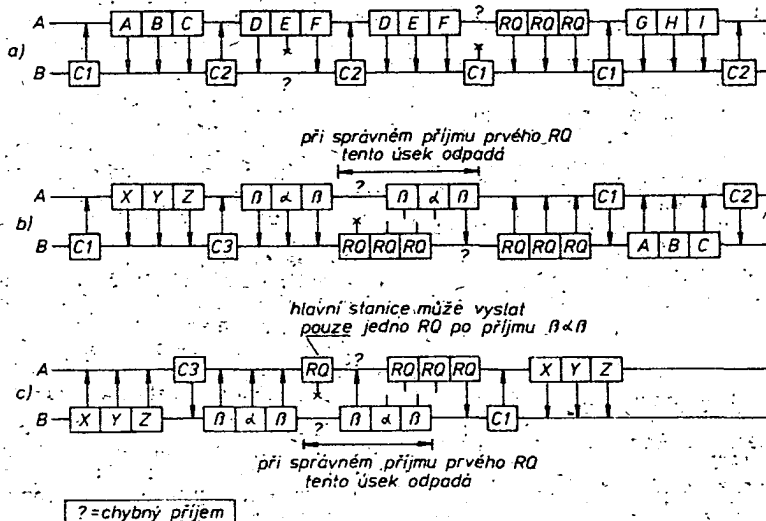 A A B C D E F ? D E F RQ RQ RQ G H I
a)
B C1 C2 ? C2 C1 C1 C2
při správném příjmu prvého RQ
tento úsek odpadá
A X Y Z β α β ? β α β C1 C2
b)
B C1 C3 RQ RQ RQ ? RQ RQ RQ A B C
hlavní stanice může vyslat
pouze jedno RQ po příjmu β α β
A C3 RQ ? RQ RQ RQ X Y Z
c)
B X Y Z β α β ? β α β C1
při správném příjmu prvého RQ
tento úsek odpadá
? = chybný příjem